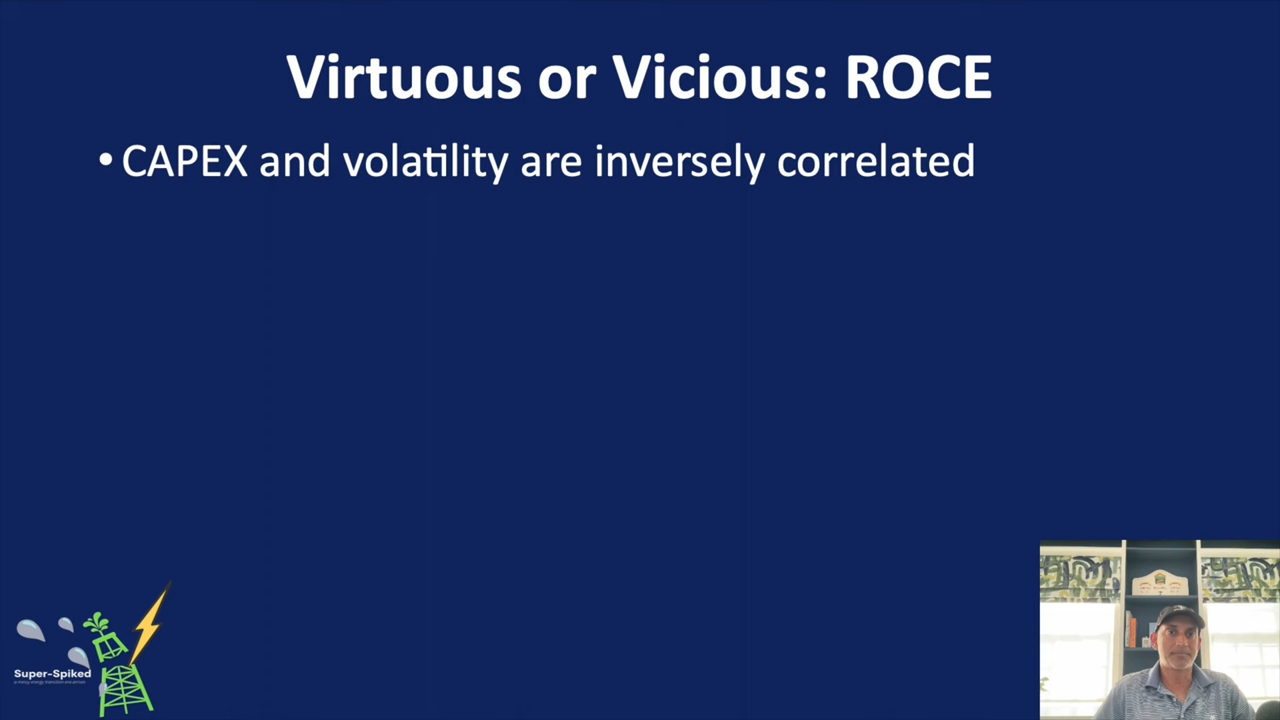 Virtuous or Vicious: ROCE
• CAPEX and volatility are inversely correlated
Super-Spiked